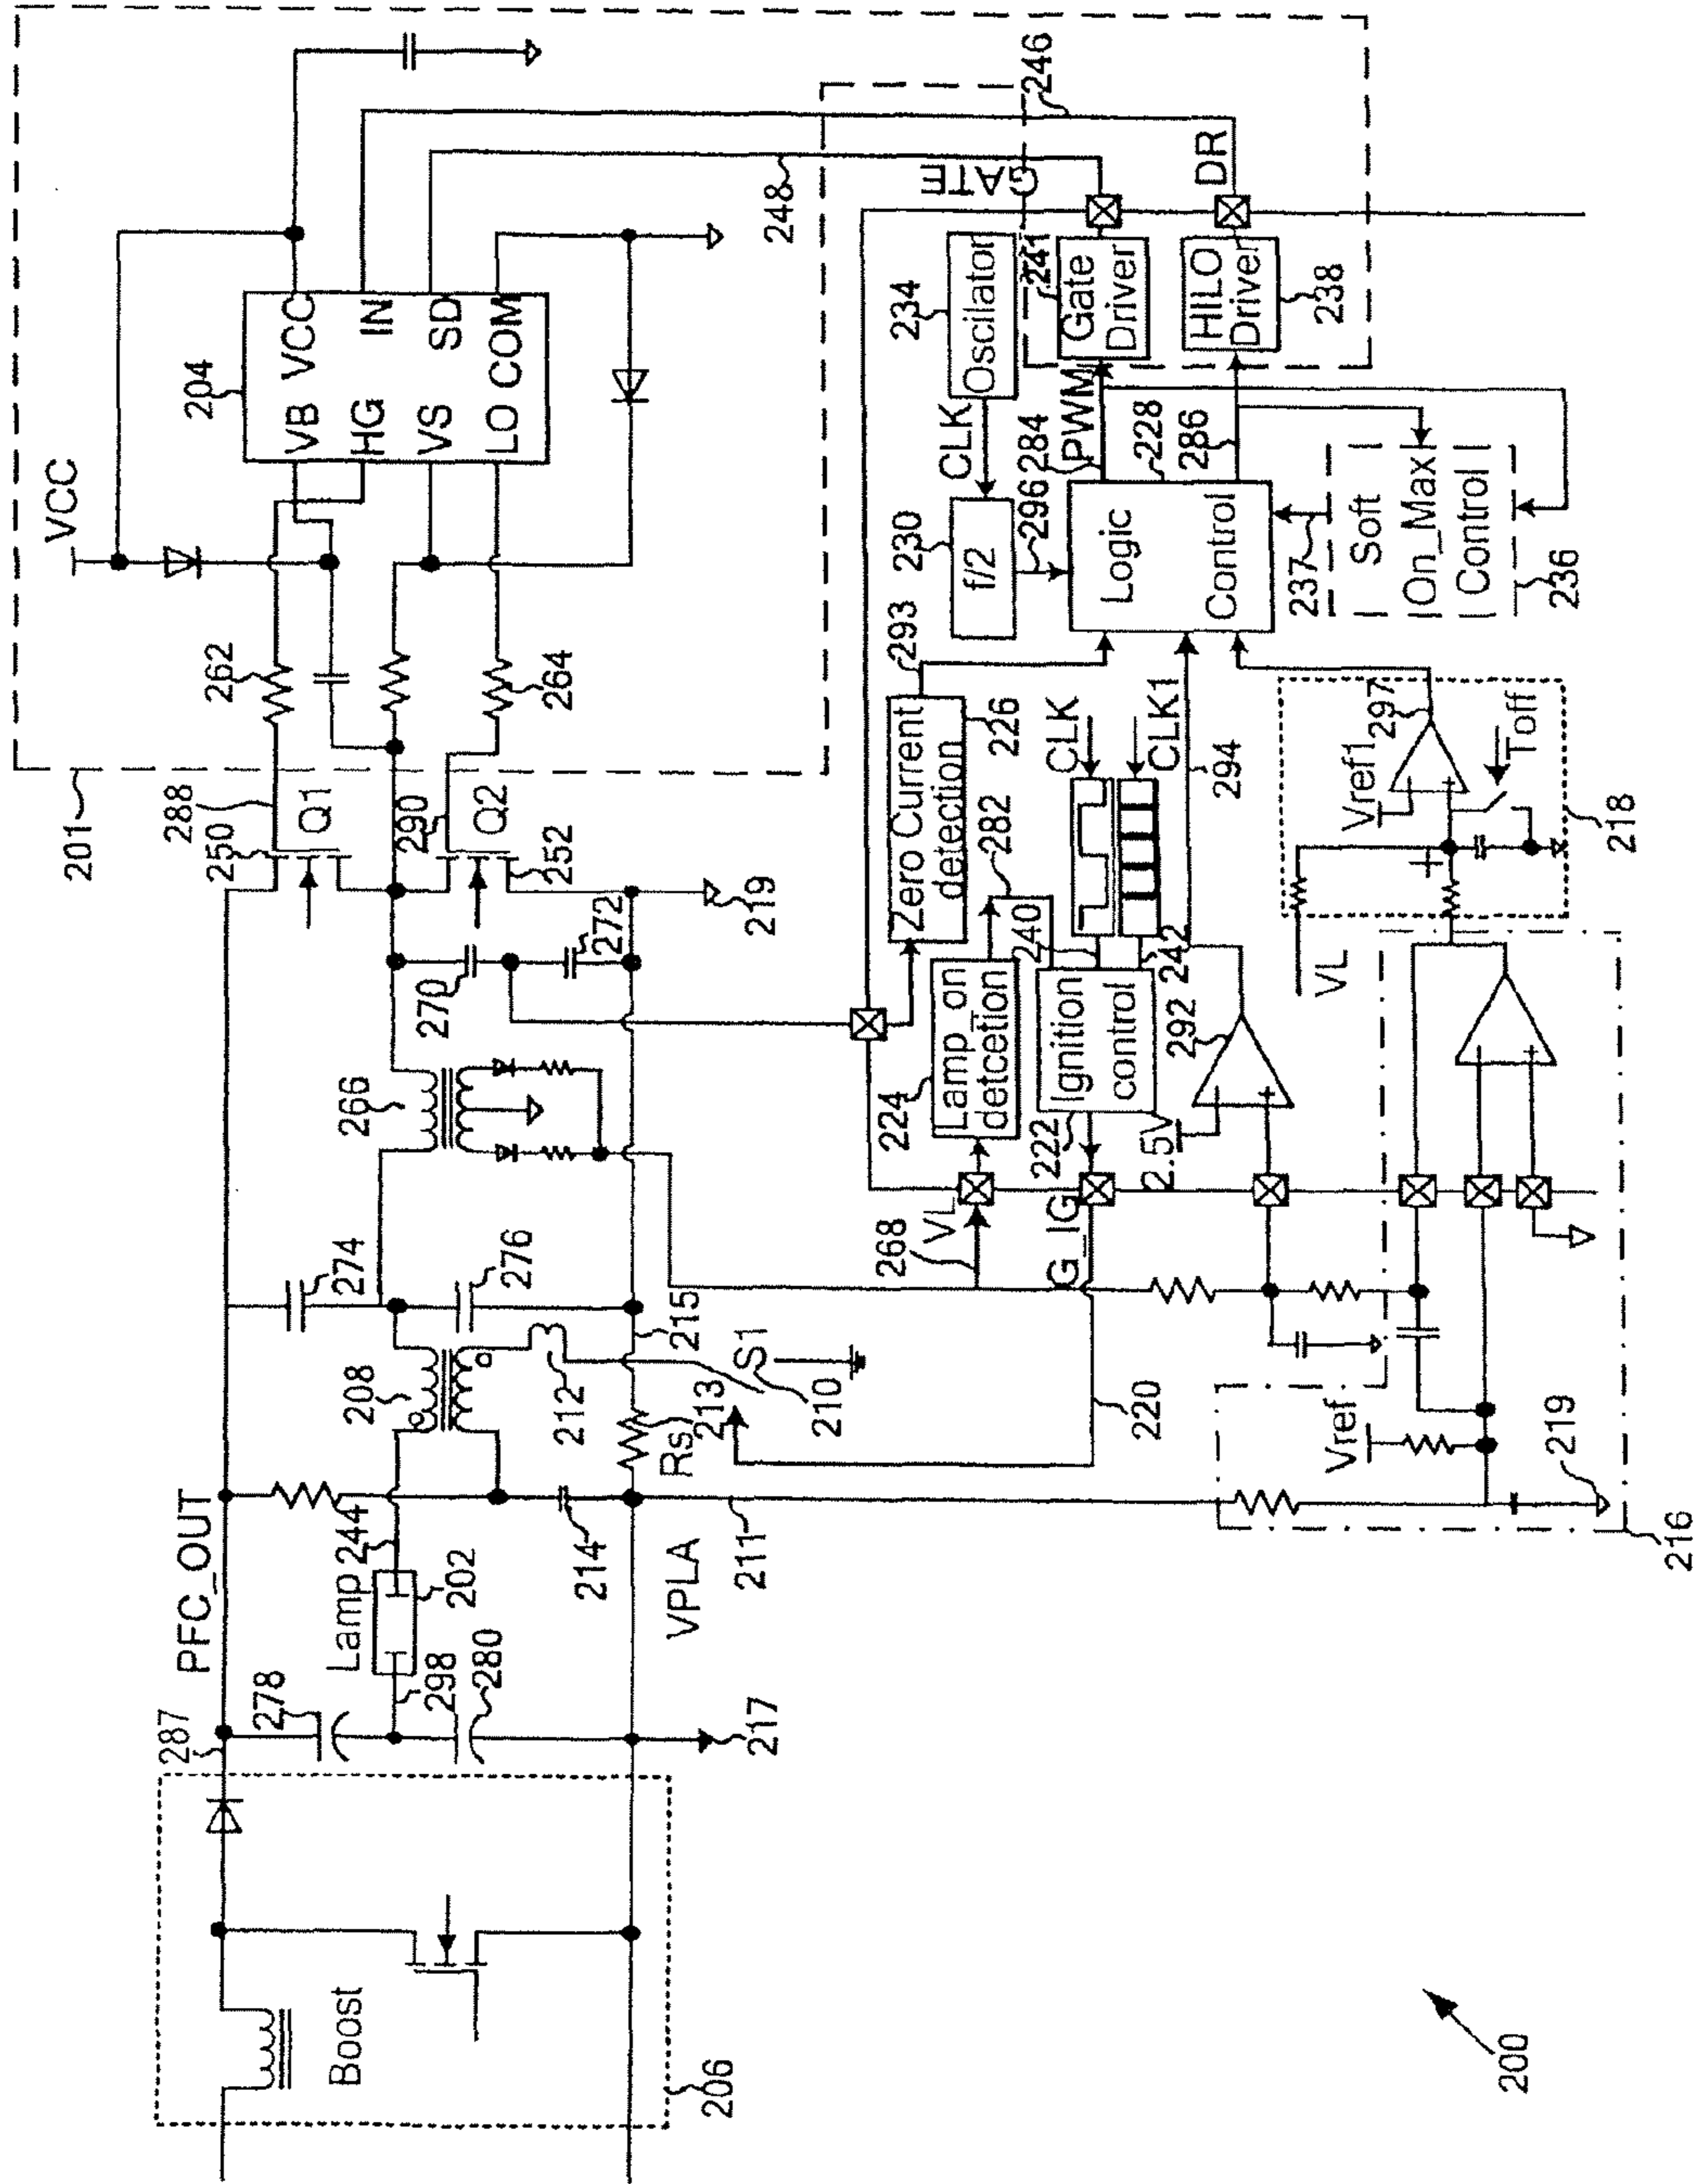 VCC
204
VB VCC
HG IN
VS SD
LO COM
201
288
250
Q1
262
290
Q2
252
264
248
246
GATE
DR
PFC_OUT
287
278
Lamp
244
202
298
280
217
VPLA
214
211
208
212
213
Rs
S1
210
215
274
276
266
270
272
219
Boost
206
293
Zero Current
detection
226
282
224
Lamp_on
detcetion
240
Ignition
control
222
242
CLK
CLK1
294
292
2.5V
268
VL
G_IG
220
230
f/2
CLK
296
234
Oscilator
241
Gate
Driver
HILO
Driver
238
PWM
284
228
286
Logic
Control
237
Soft
On_Max
Control
236
Vref1
297
Toff
218
VL
+
Vref
219
216
200